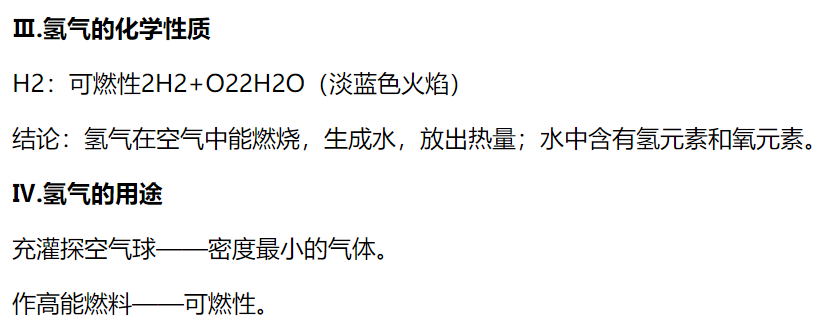 Ⅲ.氢气的化学性质
H2：可燃性2H2+O22H2O（淡蓝色火焰）
结论：氢气在空气中能燃烧，生成水，放出热量；水中含有氢元素和氧元素。
Ⅳ.氢气的用途
充灌探空气球——密度最小的气体。
作高能燃料——可燃性。